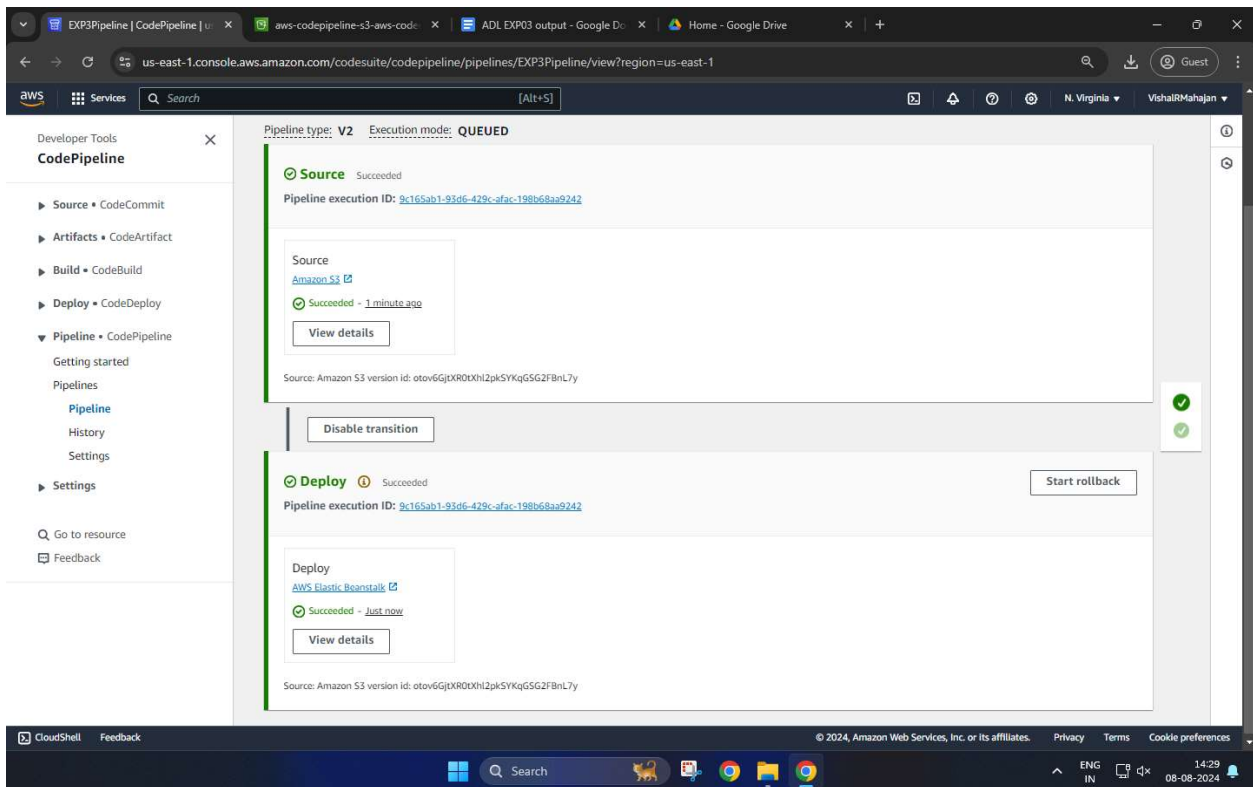 EXP3Pipeline | CodePipeline | u
aws-codepipeline-s3-aws-code
ADL EXP03 output - Google Do
Home - Google Drive
us-east-1.console.aws.amazon.com/codesuite/codepipeline/pipelines/EXP3Pipeline/view?region=us-east-1
Guest
aws
Services
Search
[Alt+S]
N. Virginia
VishalRMahajan
Developer Tools
CodePipeline
Source • CodeCommit
Artifacts • CodeArtifact
Build • CodeBuild
Deploy • CodeDeploy
Pipeline • CodePipeline
Getting started
Pipelines
Pipeline
History
Settings
Settings
Go to resource
Feedback
Pipeline type: V2 Execution mode: QUEUED
Source Succeeded
Pipeline execution ID: 9c165ab1-93d6-429c-afac-198b68aa9242
Source
Amazon S3
Succeeded - 1 minute ago
View details
Source: Amazon S3 version id: otov6GjtXR0tXhl2pkSYKqGSG2FBnL7y
Disable transition
Deploy Succeeded
Start rollback
Pipeline execution ID: 9c165ab1-93d6-429c-afac-198b68aa9242
Deploy
AWS Elastic Beanstalk
Succeeded - Just now
View details
Source: Amazon S3 version id: otov6GjtXR0tXhl2pkSYKqGSG2FBnL7y
CloudShell Feedback
© 2024, Amazon Web Services, Inc. or its affiliates. Privacy Terms Cookie preferences
Search
ENG
IN
14:29
08-08-2024